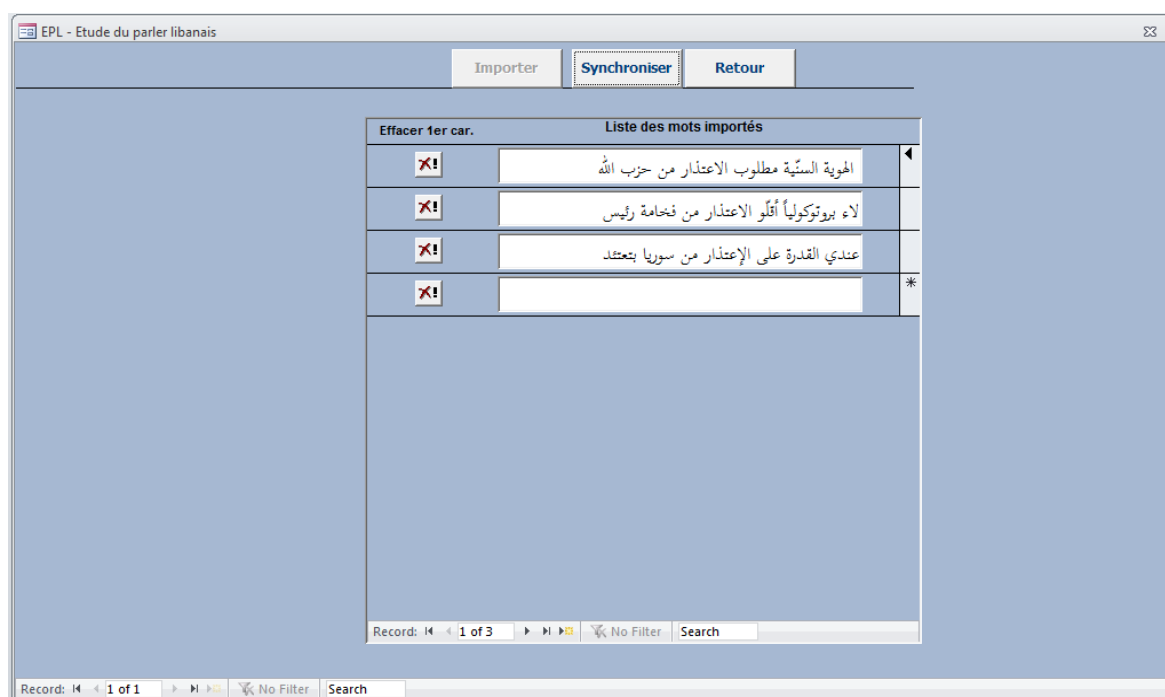 EPL - Etude du parler libanais
Importer Synchroniser Retour
Effacer 1er car. Liste des mots importés
الهوية السنّية مطلوب الاعتذار من حزب الله
لاء بروتوكولياً أقلّو الاعتذار من فخامة رئيس
عندي القدرة على الإعتذار من سوريا بتعتئد
Record: 1 of 3 No Filter Search
Record: 1 of 1 No Filter Search